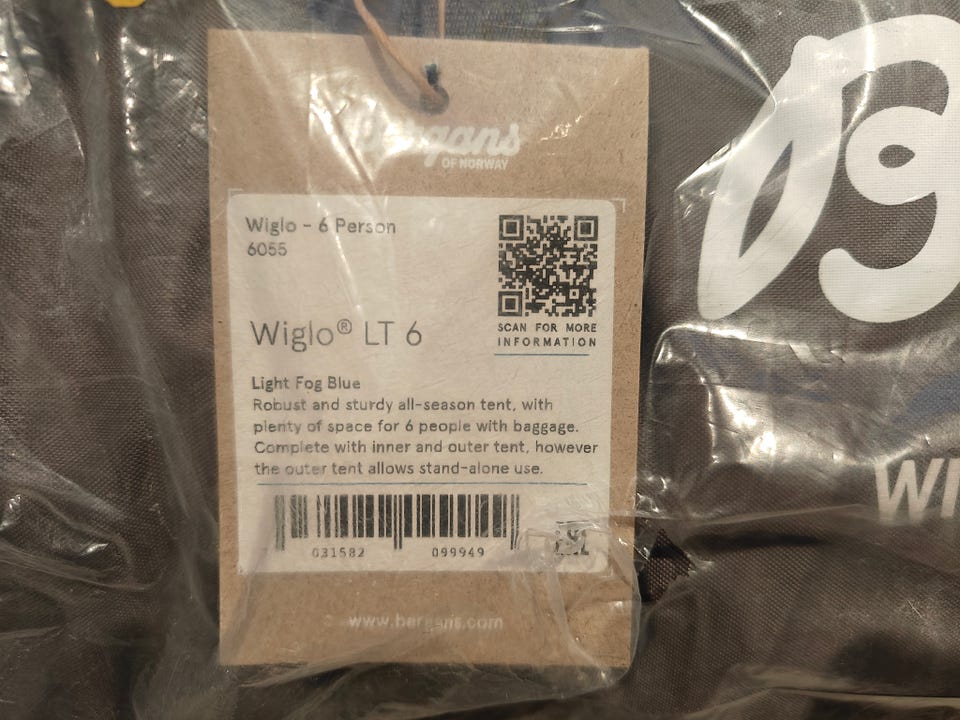 Bergans
OF NORWAY
Wiglo - 6 Person
6055
SCAN FOR MORE
INFORMATION
Wiglo® LT 6
Light Fog Blue
Robust and sturdy all-season tent, with
plenty of space for 6 people with baggage.
Complete with inner and outer tent, however
the outer tent allows stand-alone use.
031582 099949
www.bergans.com
WI